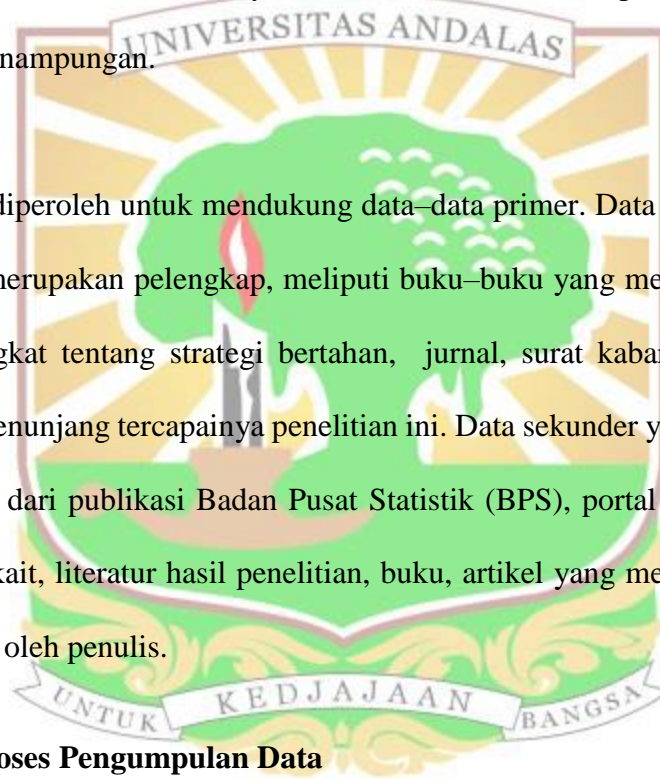 UNIVERSITAS ANDALAS
nampungan.
diperoleh untuk mendukung data–data primer. Data
merupakan pelengkap, meliputi buku–buku yang me
gkat tentang strategi bertahan, jurnal, surat kabar
enunjang tercapainya penelitian ini. Data sekunder y
dari publikasi Badan Pusat Statistik (BPS), portal
kait, literatur hasil penelitian, buku, artikel yang me
oleh penulis.
UNTUK KEDJAJAAN BANGSA
oses Pengumpulan Data